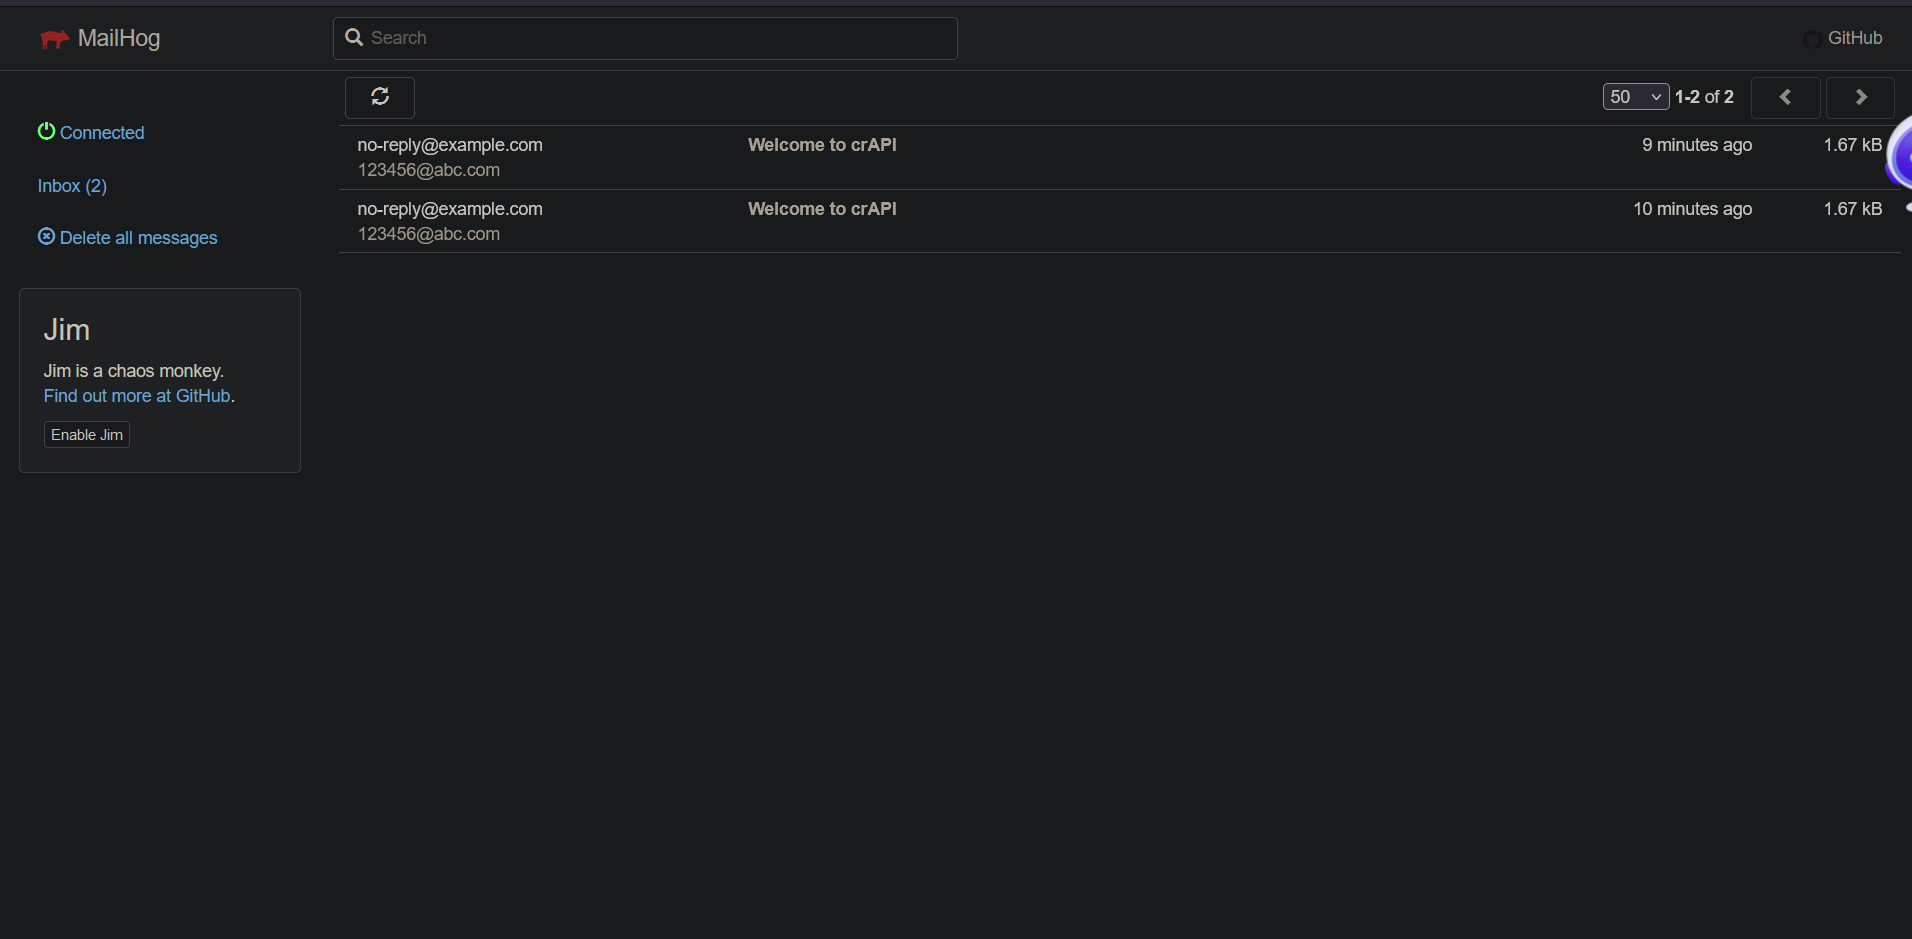 MailHog
Search
GitHub
Connected
Inbox (2)
Delete all messages
Jim
Jim is a chaos monkey.
Find out more at GitHub.
Enable Jim
50 1-2 of 2
no-reply@example.com Welcome to crAPI 9 minutes ago 1.67 kB
123456@abc.com
no-reply@example.com Welcome to crAPI 10 minutes ago 1.67 kB
123456@abc.com